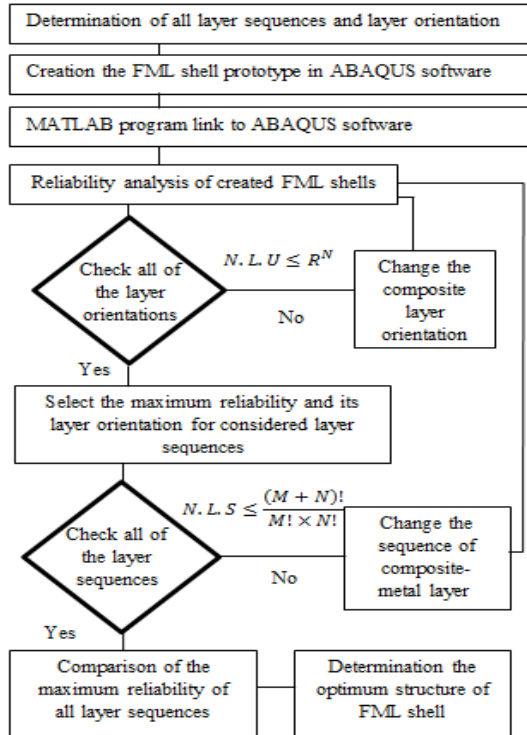 Determination of all layer sequences and layer orientation
Creation the FML shell prototype in ABAQUS software
MATLAB program link to ABAQUS software
Reliability analysis of created FML shells
Check all of
the layer
orientations
N.L.U ≤ R^N
No
Change the
composite
layer
orientation
Yes
Select the maximum reliability and its
layer orientation for considered layer
sequences
Check all of
the layer
sequences
N.L.S ≤ (M + N)! / M! × N!
No
Change the
sequence of
composite-
metal layer
Yes
Comparison of the
maximum reliability of
all layer sequences
Determination the
optimum structure of
FML shell